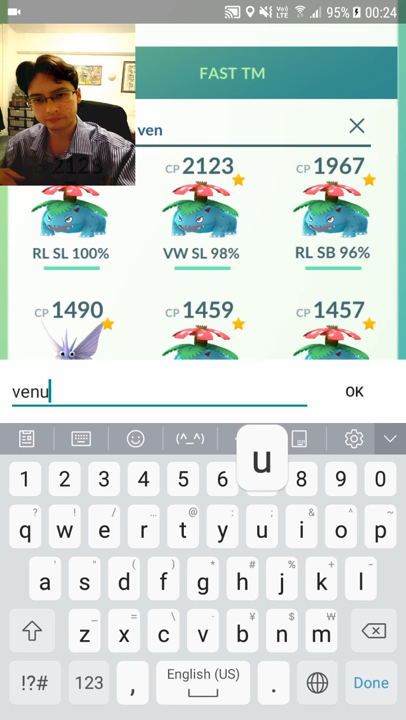 95% 00:24
FAST TM
ven
CP 2123 CP 1967
RL SL 100% VW SL 98% RL SB 96%
CP 1490 CP 1459 CP 1457
venu OK
(^_^)
u
1 2 3 4 5 6 8 9 0
q w e r t y u i o p
a s d f g h j k l
z x c v b n m
!?# 123 , English (US) . Done